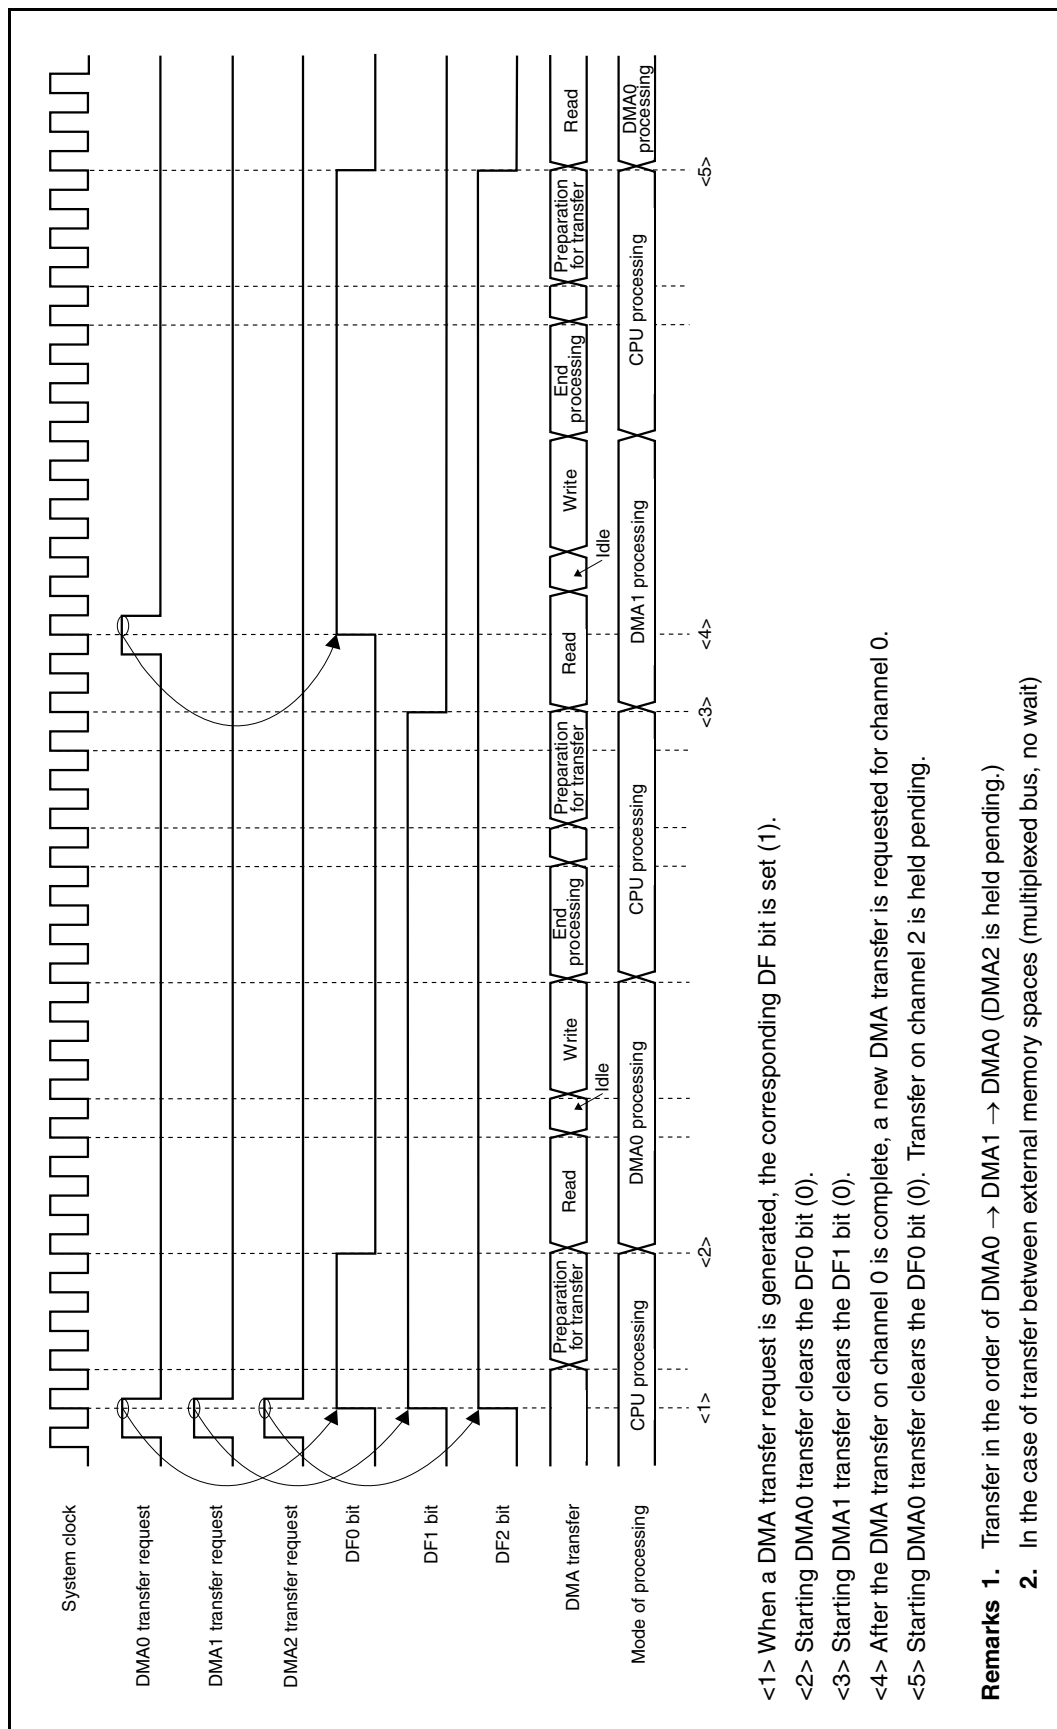 System clock
DMA0 transfer request
DMA1 transfer request
DMA2 transfer request
DF0 bit
DF1 bit
DF2 bit
DMA transfer
Preparation
for transfer
Read
Idle
Write
End
processing
Preparation
for transfer
Read
Idle
Write
End
processing
Preparation
for transfer
Read
Mode of processing
CPU processing
DMA0 processing
CPU processing
DMA1 processing
CPU processing
DMA0
processing
<1>
<2>
<3>
<4>
<5>
<1> When a DMA transfer request is generated, the corresponding DF bit is set (1).
<2> Starting DMA0 transfer clears the DF0 bit (0).
<3> Starting DMA1 transfer clears the DF1 bit (0).
<4> After the DMA transfer on channel 0 is complete, a new DMA transfer is requested for channel 0.
<5> Starting DMA0 transfer clears the DF0 bit (0). Transfer on channel 2 is held pending.
Remarks 1. Transfer in the order of DMA0 → DMA1 → DMA0 (DMA2 is held pending.)
2. In the case of transfer between external memory spaces (multiplexed bus, no wait)